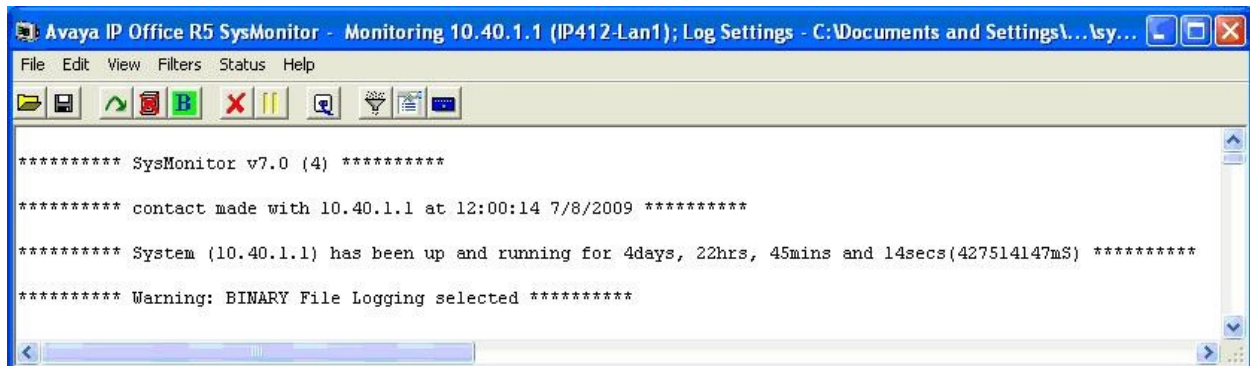 Avaya IP Office R5 SysMonitor - Monitoring 10.40.1.1 (IP412-Lan1); Log Settings - C:\Documents and Settings\...\sy...
File Edit View Filters Status Help
B
********** SysMonitor v7.0 (4) **********
********** contact made with 10.40.1.1 at 12:00:14 7/8/2009 **********
********** System (10.40.1.1) has been up and running for 4days, 22hrs, 45mins and 14secs(427514147mS) **********
********** Warning: BINARY File Logging selected **********